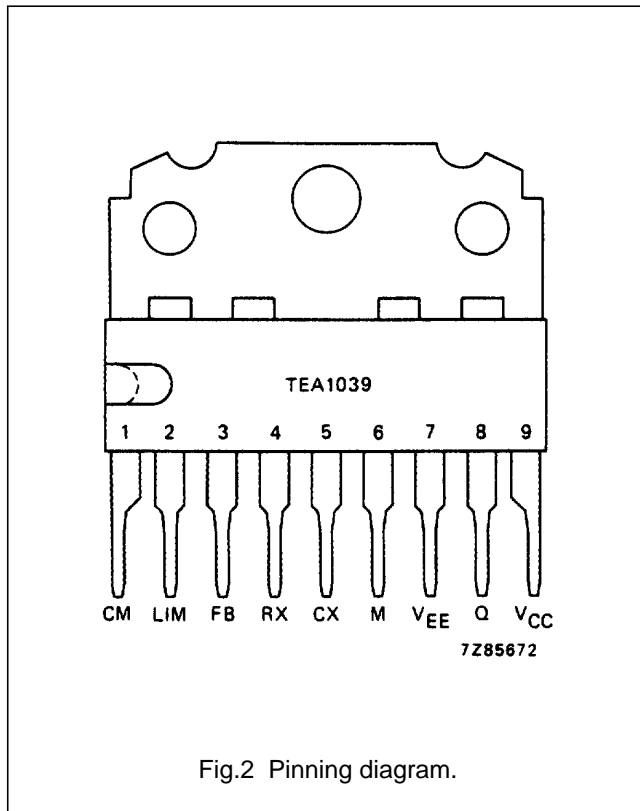 TEA1039
1 2 3 4 5 6 7 8 9
CM LIM FB RX CX M VEE Q VCC
7Z85672
Fig.2 Pinning diagram.